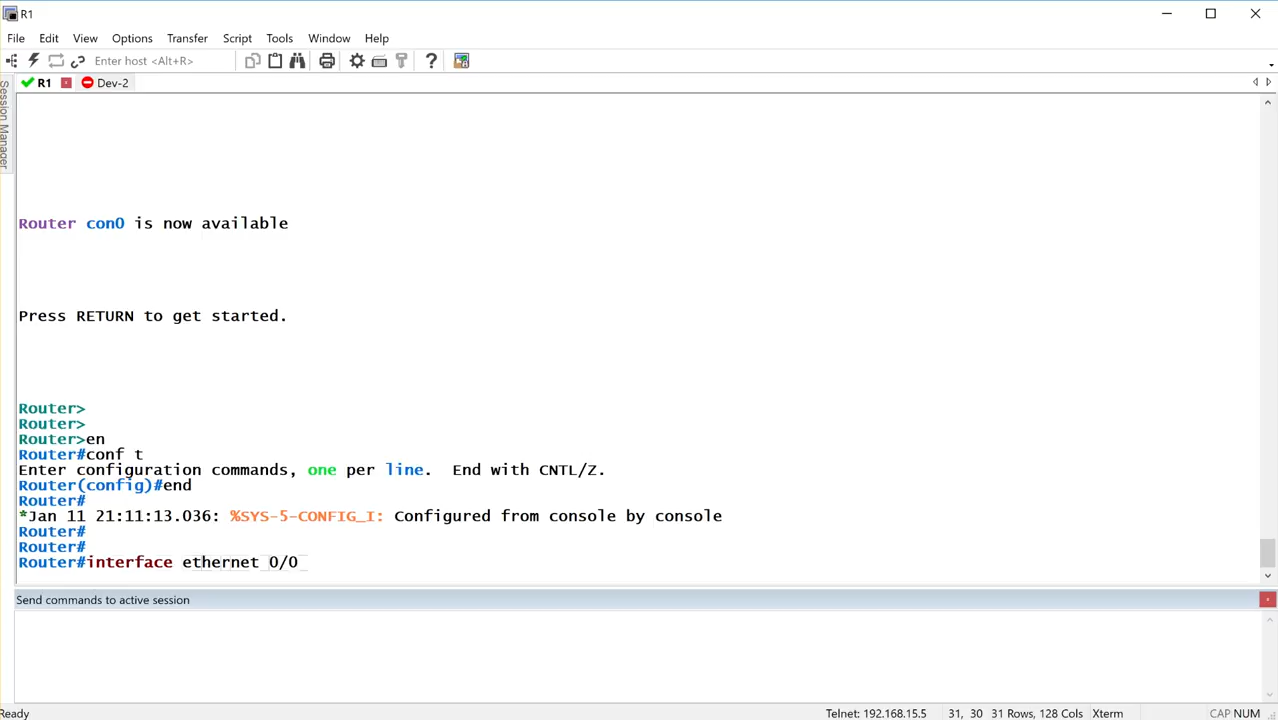 R1
File Edit View Options Transfer Script Tools Window Help
Enter host <Alt+R>
R1 Dev-2
Session Manager
Router con0 is now available
Press RETURN to get started.
Router>
Router>
Router>en
Router#conf t
Enter configuration commands, one per line.  End with CNTL/Z.
Router(config)#end
Router#
*Jan 11 21:11:13.036: %SYS-5-CONFIG_I: Configured from console by console
Router#
Router#
Router#interface ethernet 0/0
Send commands to active session
Ready Telnet: 192.168.15.5 31, 30 31 Rows, 128 Cols Xterm CAP NUM